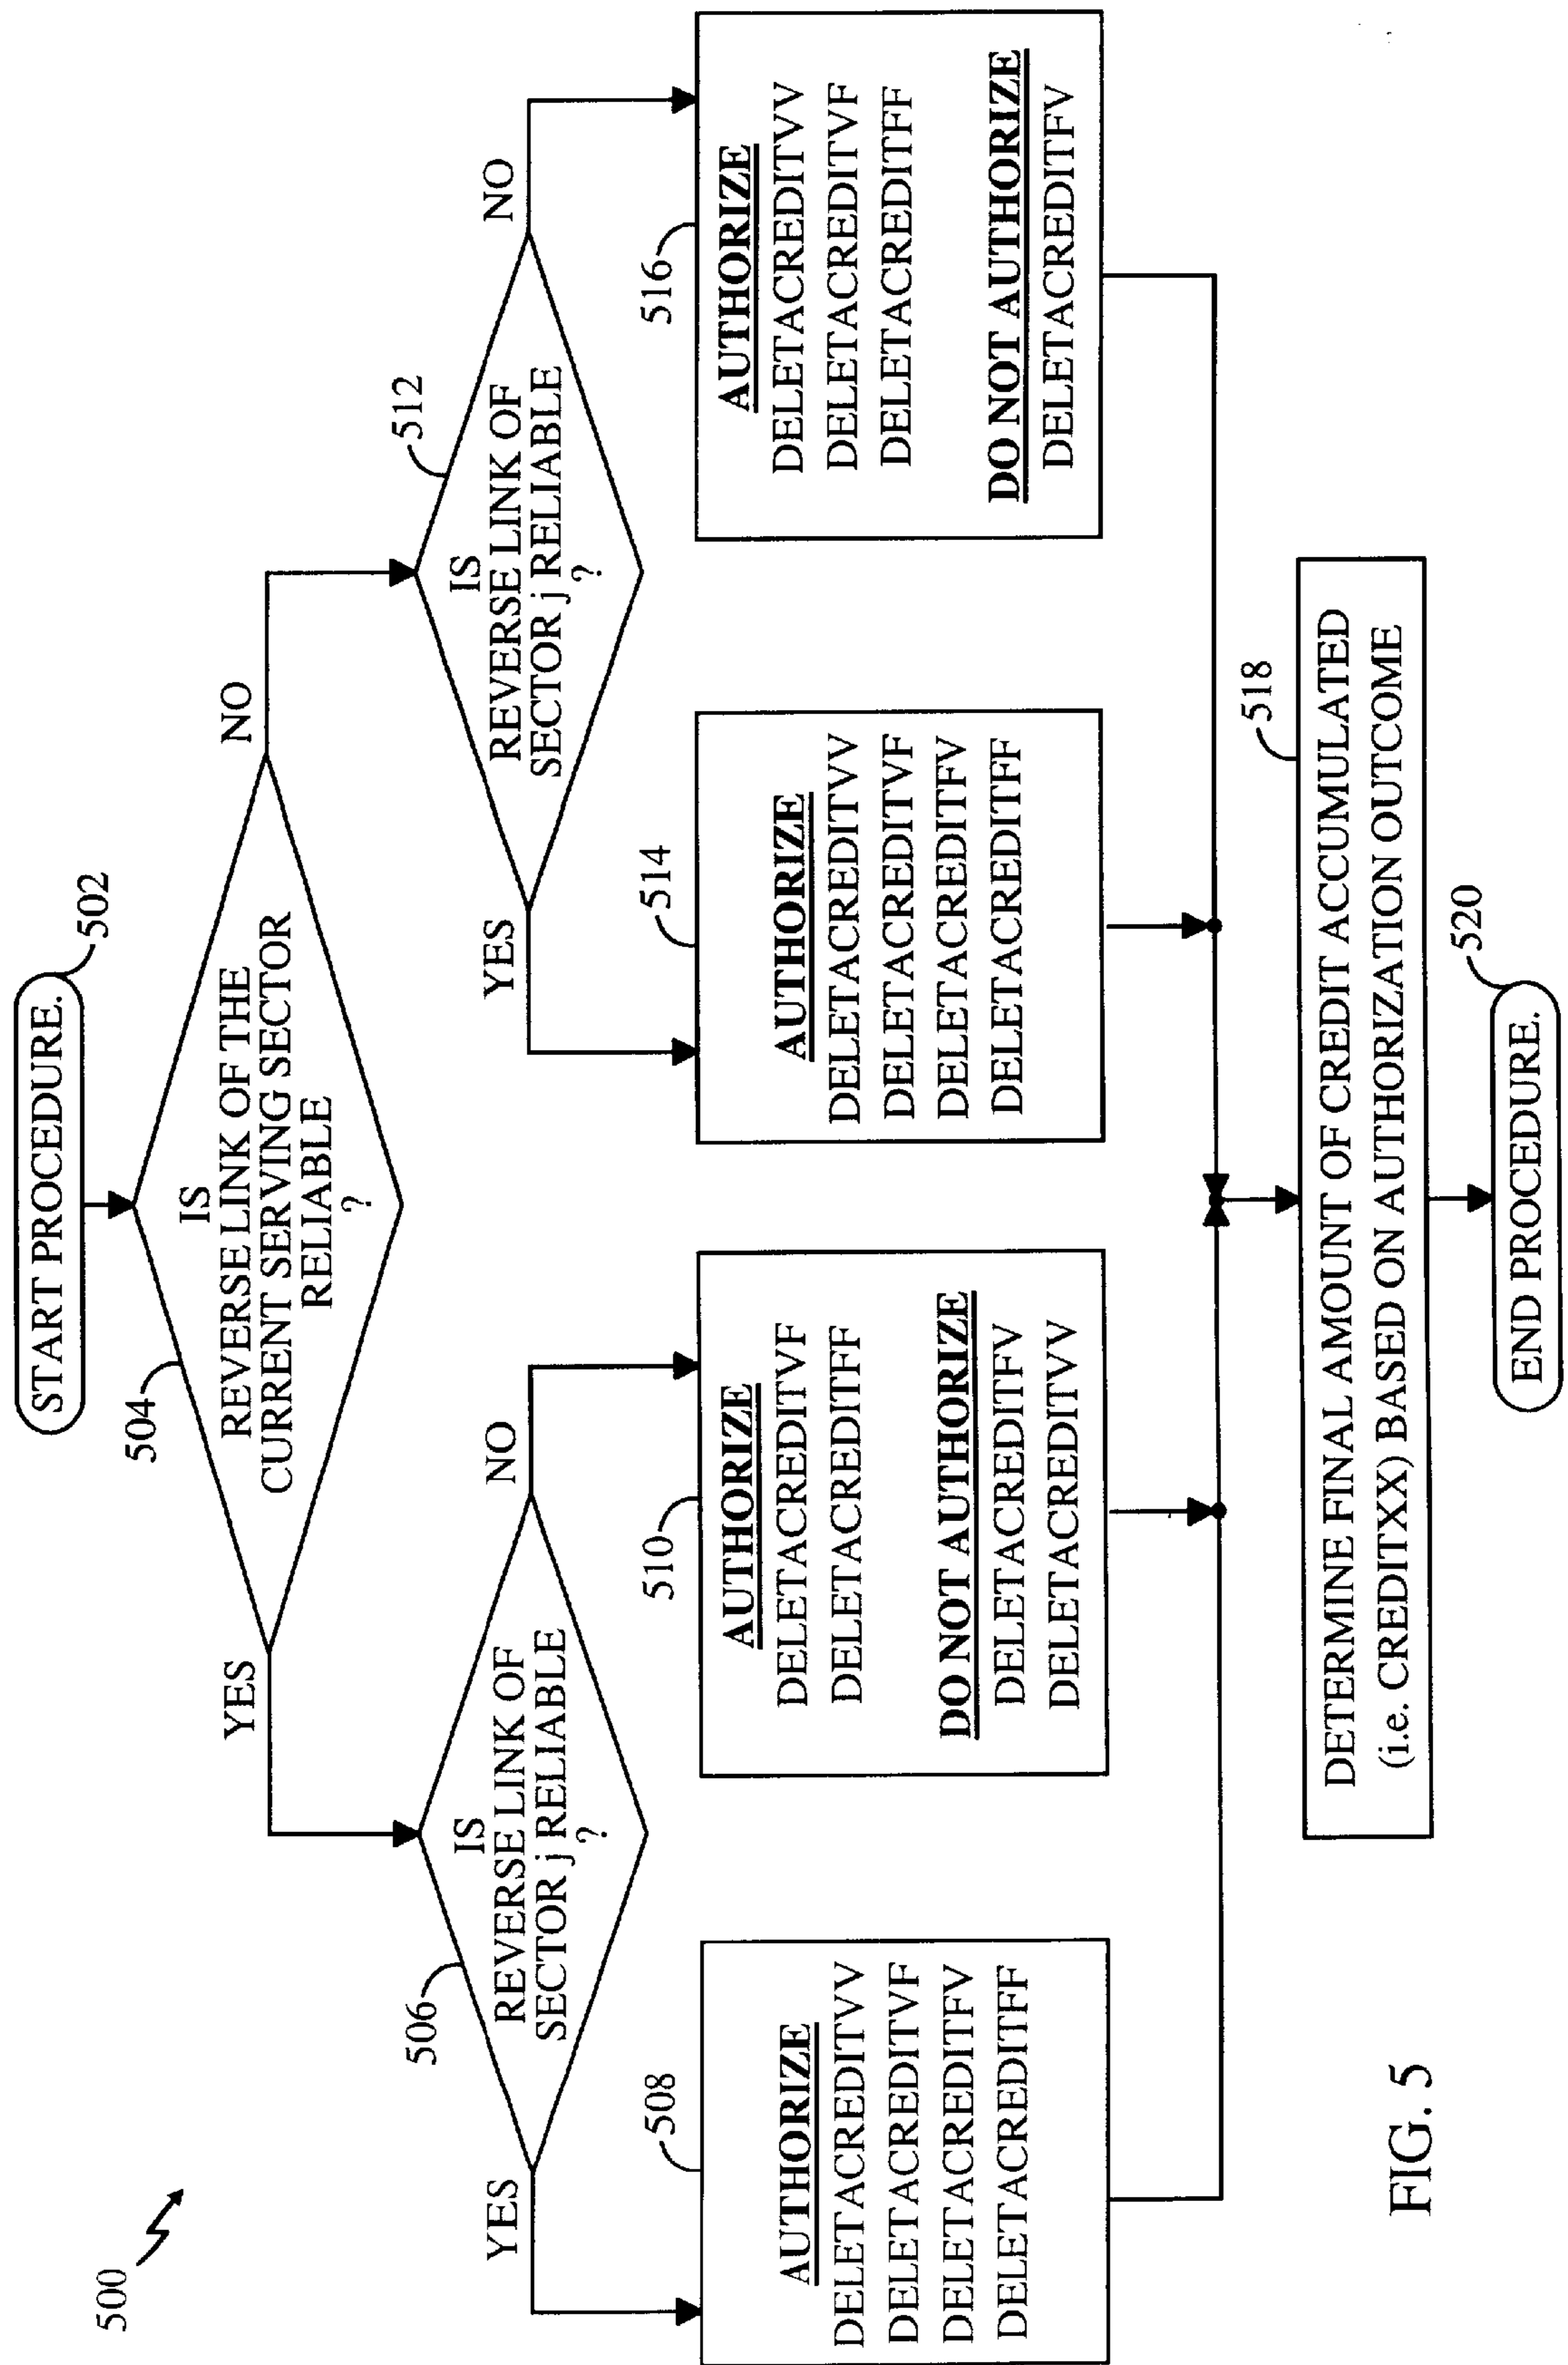 500
START PROCEDURE.
502
504
IS
REVERSE LINK OF THE
CURRENT SERVING SECTOR
RELIABLE
?
YES
NO
506
IS
REVERSE LINK OF
SECTOR j RELIABLE
?
YES
NO
512
IS
REVERSE LINK OF
SECTOR j RELIABLE
?
YES
NO
508
AUTHORIZE
DELETACREDITVV
DELETACREDITVF
DELETACREDITFV
DELETACREDITFF
510
AUTHORIZE
DELETACREDITVF
DELETACREDITFF
DO NOT AUTHORIZE
DELETACREDITFV
DELETACREDITVV
514
AUTHORIZE
DELETACREDITVV
DELETACREDITVF
DELETACREDITFV
DELETACREDITFF
516
AUTHORIZE
DELETACREDITVV
DELETACREDITVF
DELETACREDITFF
DO NOT AUTHORIZE
DELETACREDITFV
518
DETERMINE FINAL AMOUNT OF CREDIT ACCUMULATED
(i.e. CREDITXX) BASED ON AUTHORIZATION OUTCOME
520
END PROCEDURE.
FIG. 5